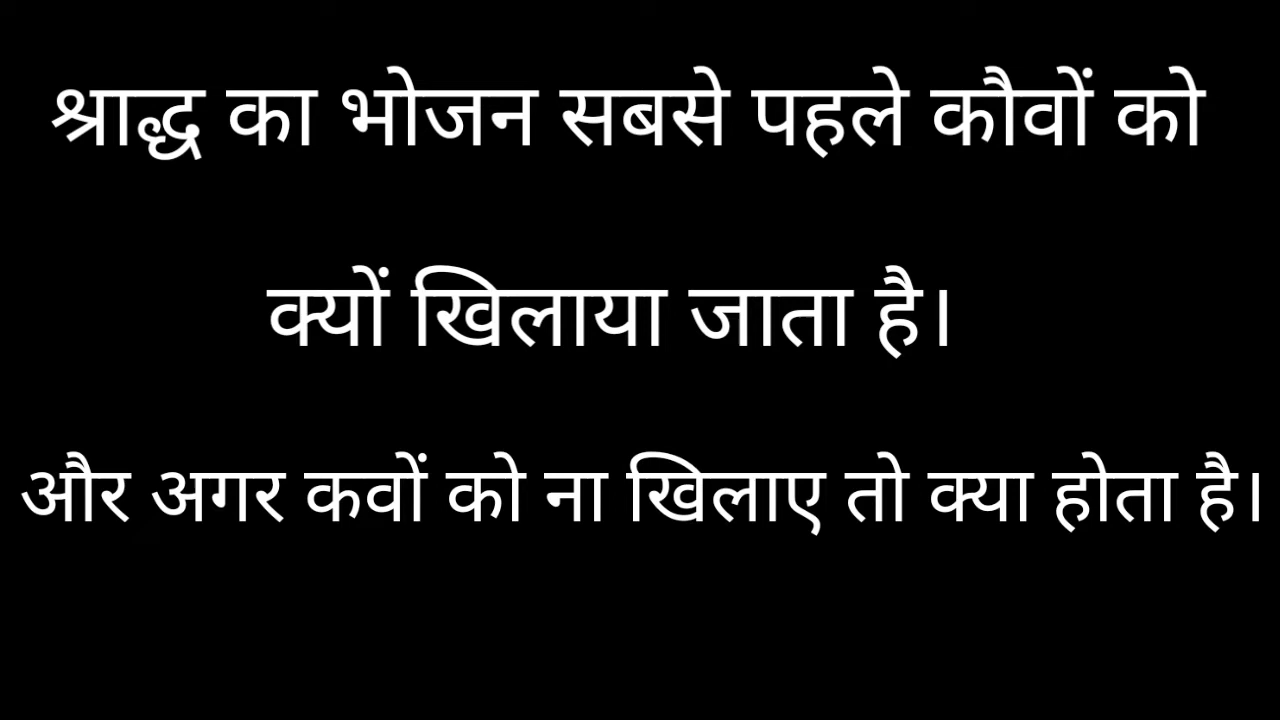 श्राद्ध का भोजन सबसे पहले कौवों को
क्यों खिलाया जाता है।
और अगर कवों को ना खिलाए तो क्या होता है।